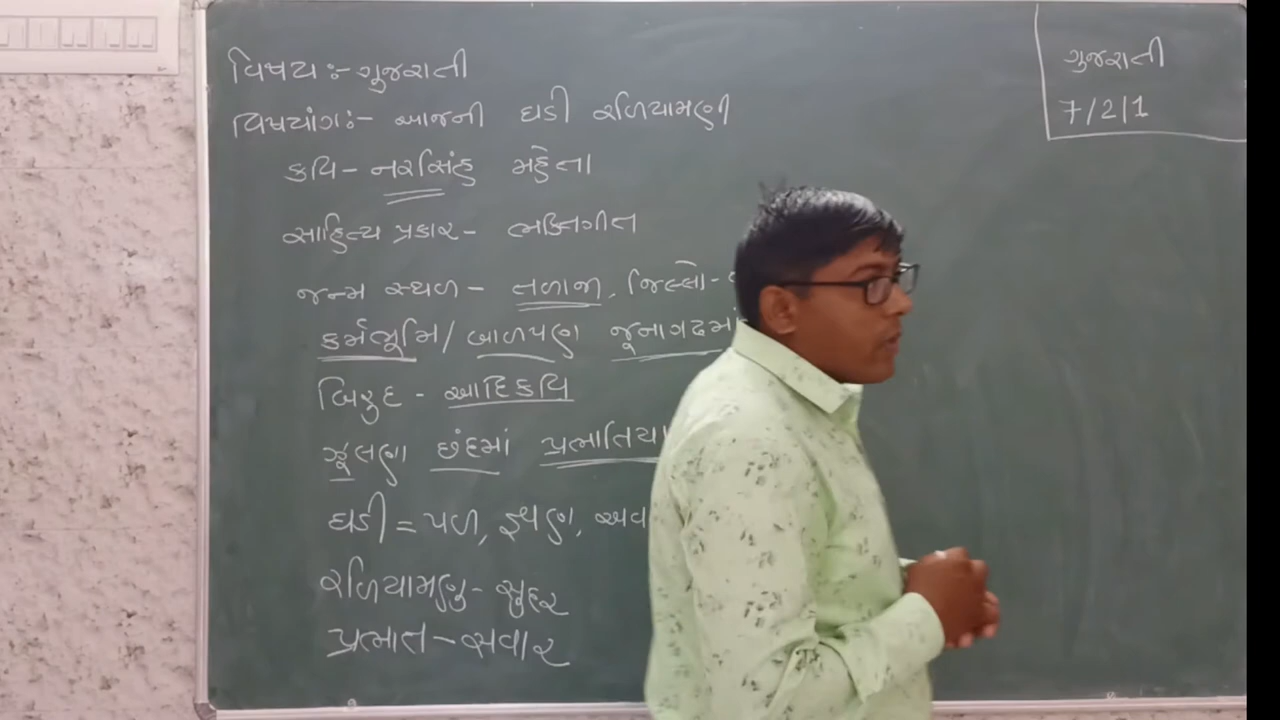 વિષય :- ગુજરાતી
વિષયાંગ :- આજની ઘડી રળિયામણી
કવિ - નરસિંહ મહેતા
સાહિત્ય પ્રકાર - ભક્તિગીત
જન્મ સ્થળ - તળાજા, જિલ્લો -
કર્મભૂમિ / બાળપણ જૂનાગઢમાં
બિરુદ - આદિકવિ
ઝૂલણા છંદમાં પ્રભાતિયા
ઘડી = પળ, ક્ષણ,
રળિયામણુ - સુદર
પ્રભાત - સવાર
ગુજરાતી
7/2/1